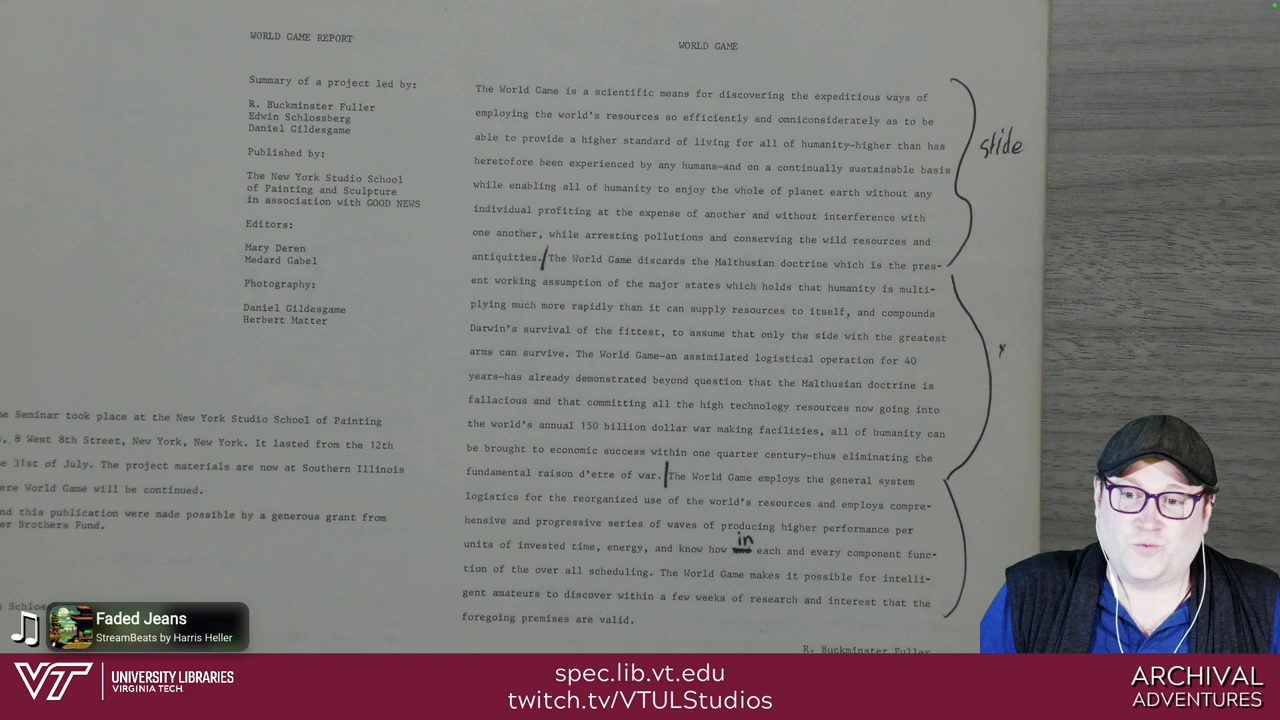 WORLD GAME REPORT
Summary of a project led by:
R. Buckminster Fuller
Edwin Schlossberg
Daniel Gildesgame
Published by:
The New York Studio School
of Painting and Sculpture
in association with GOOD NEWS
Editors:
Mary Deren
Medard Gabel
Photography:
Daniel Gildesgame
Herbert Matter
Seminar took place at the New York Studio School of Painting
, 8 West 8th Street, New York, New York. It lasted from the 12th
31st of July. The project materials are now at Southern Illinois
World Game will be continued.
this publication were made possible by a generous grant from
Brothers Fund.
WORLD GAME
The World Game is a scientific means for discovering the expeditious ways of
employing the world's resources so efficiently and omniconsiderately as to be
able to provide a higher standard of living for all of humanity—higher than has
heretofore been experienced by any humans—and on a continually sustainable basis
while enabling all of humanity to enjoy the whole of planet earth without any
individual profiting at the expense of another and without interference with
one another, while arresting pollutions and conserving the wild resources and
antiquities. The World Game discards the Malthusian doctrine which is the pres-
ent working assumption of the major states which holds that humanity is multi-
plying much more rapidly than it can supply resources to itself, and compounds
Darwin's survival of the fittest, to assume that only the side with the greatest
arms can survive. The World Game—an assimilated logistical operation for 40
years—has already demonstrated beyond question that the Malthusian doctrine is
fallacious and that committing all the high technology resources now going into
the world's annual 150 billion dollar war making facilities, all of humanity can
be brought to economic success within one quarter century—thus eliminating the
fundamental raison d'etre of war. The World Game employs the general system
logistics for the reorganized use of the world's resources and employs compre-
hensive and progressive series of waves of producing higher performance per
units of invested time, energy, and know how in each and every component func-
tion of the over all scheduling. The World Game makes it possible for intelli-
gent amateurs to discover within a few weeks of research and interest that the
foregoing premises are valid.
R. Buckminster Fuller
slide
x
Faded Jeans
StreamBeats by Harris Heller
VT UNIVERSITY LIBRARIES
VIRGINIA TECH
spec.lib.vt.edu
twitch.tv/VTULStudios
ARCHIVAL
ADVENTURES